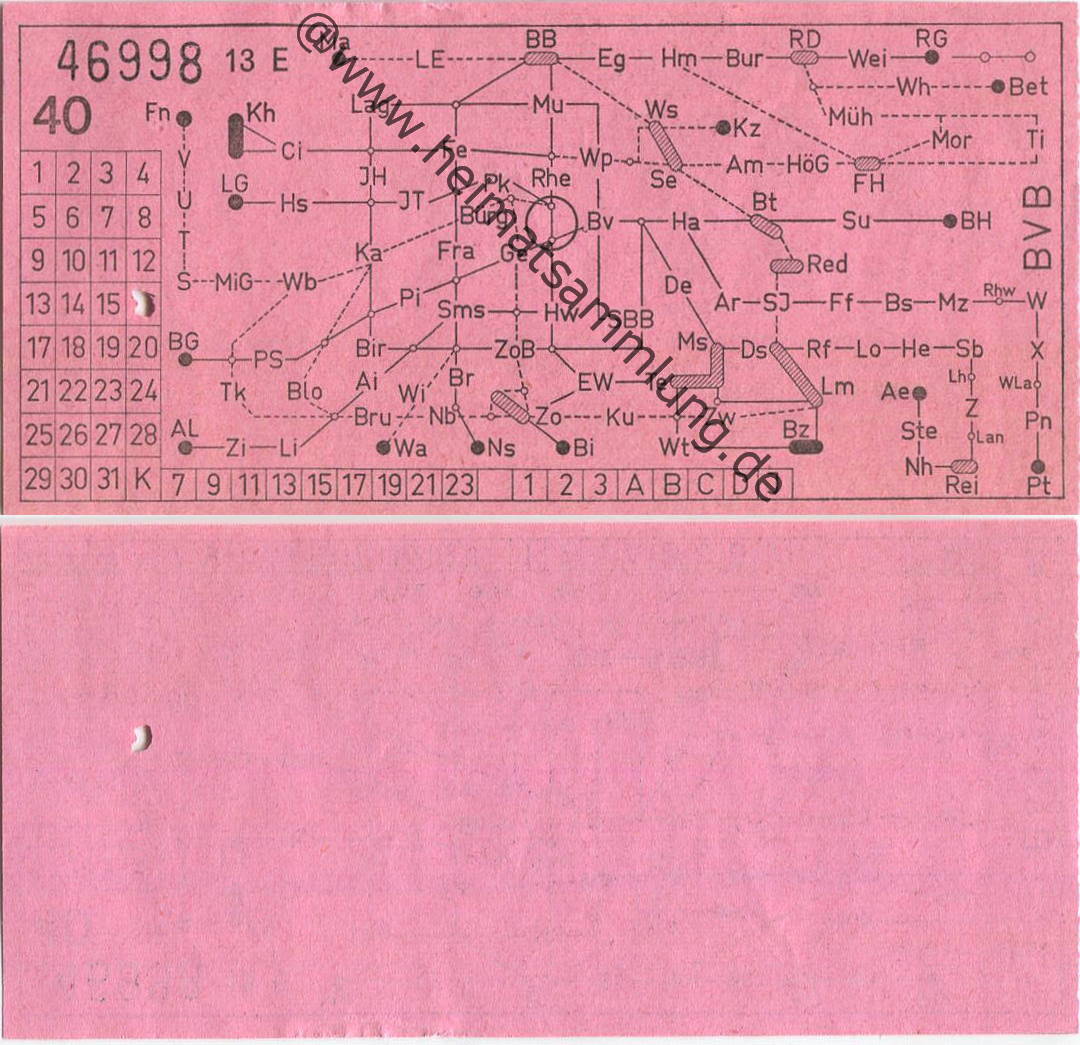 46998 13 E Ma LE BB Eg Hm Bur RD Wei RG
Wh Bet
40 Fn Kh Lag Mu Ws Kz Müh Mor Ti
V Ci Ke Wp Se Am HöG FH
1 2 3 4 LG JH Pk Rhe
U Hs JT Bt
5 6 7 8 Burg Bv Ha Su BH BVB
T
9 10 11 12 Ka Fra Ge Red
S MiG Wb De
13 14 15 Pi Sms Hw SBB Ar SJ Ff Bs Mz Rhw W
17 18 19 20 BG PS Bir ZoB Ms Ds Rf Lo He Sb X
21 22 23 24 Tk Blo Ai Wi Br EW Lm Ae Lh WLa
Bru Nb Zo Ku Z Pn
25 26 27 28 AL Zi Li Wa Ns Bi Wt Bz Ste Lan
Nh
29 30 31 K 7 9 11 13 15 17 19 21 23 1 2 3 A B C D Rei Pt
@www.heimatsammlung.de